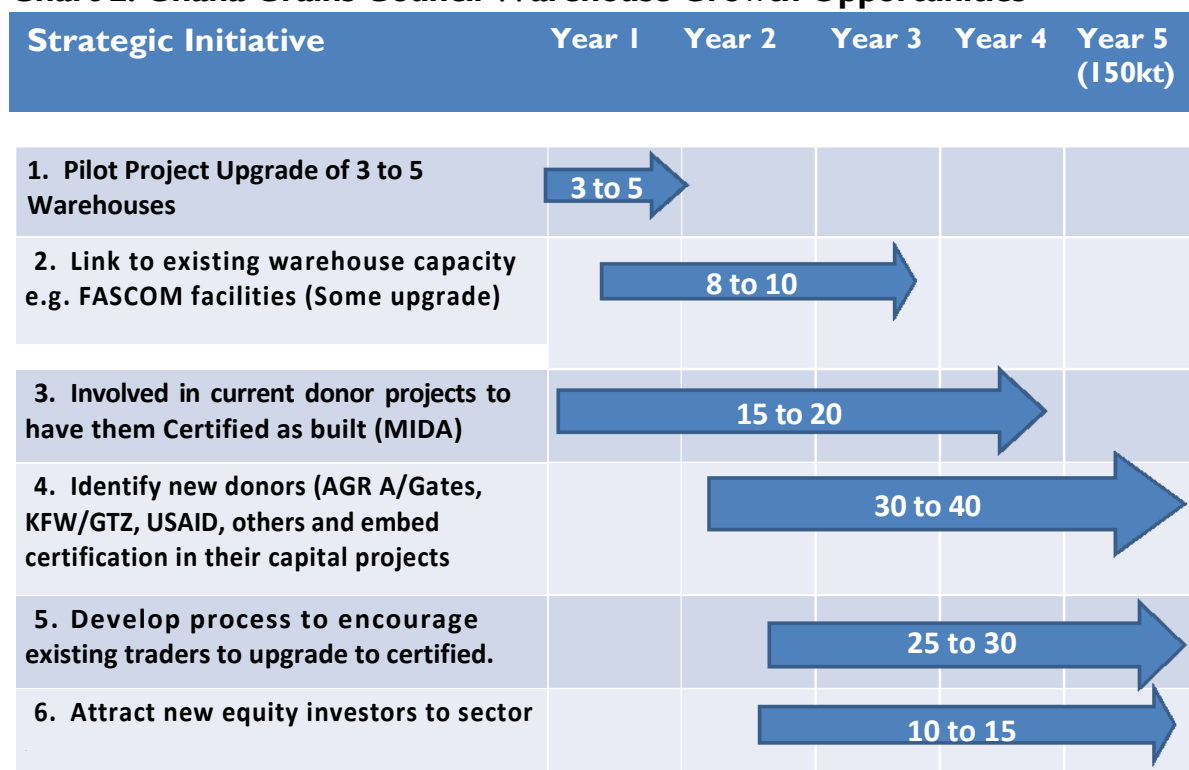 Strategic Initiative Year 1 Year 2 Year 3 Year 4 Year 5
(150kt)
1. Pilot Project Upgrade of 3 to 5
Warehouses
3 to 5
2. Link to existing warehouse capacity
e.g. FASCOM facilities (Some upgrade)
8 to 10
3. Involved in current donor projects to
have them Certified as built (MIDA)
15 to 20
4. Identify new donors (AGR A/Gates,
KFW/GTZ, USAID, others and embed
certification in their capital projects
30 to 40
5. Develop process to encourage
existing traders to upgrade to certified.
25 to 30
6. Attract new equity investors to sector
10 to 15